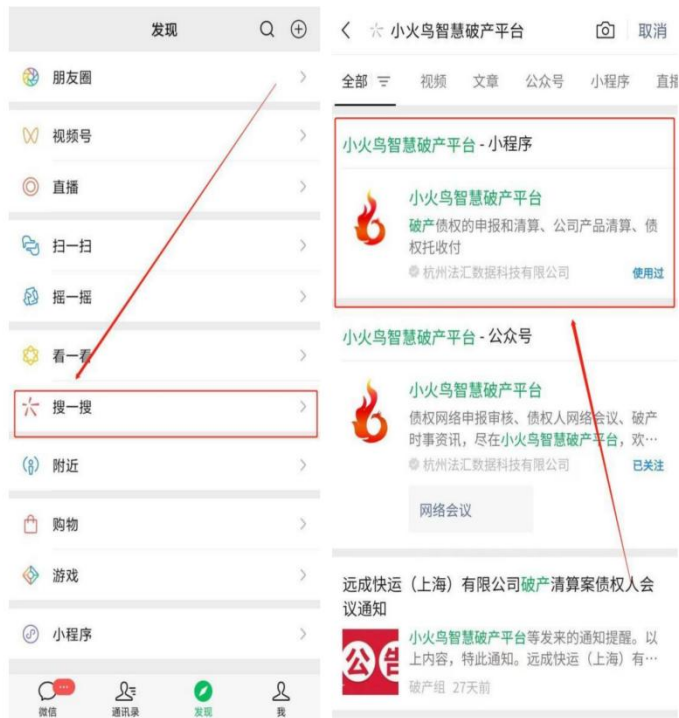 发现
朋友圈
视频号
直播
扫一扫
摇一摇
看一看
搜一搜
附近
购物
游戏
小程序
微信
通讯录
发现
我
小火鸟智慧破产平台
取消
全部
视频
文章
公众号
小程序
直播
小火鸟智慧破产平台 - 小程序
小火鸟智慧破产平台
破产债权的申报和清算、公司产品清算、债
权托收付
杭州法汇数据科技有限公司
使用过
小火鸟智慧破产平台 - 公众号
小火鸟智慧破产平台
债权网络申报审核、债权人网络会议、破产
时事资讯，尽在小火鸟智慧破产平台，欢…
杭州法汇数据科技有限公司
已关注
网络会议
远成快运（上海）有限公司破产清算案债权人会
议通知
公告
小火鸟智慧破产平台等发来的通知提醒。以
上内容，特此通知。远成快运（上海）有…
破产组 27天前